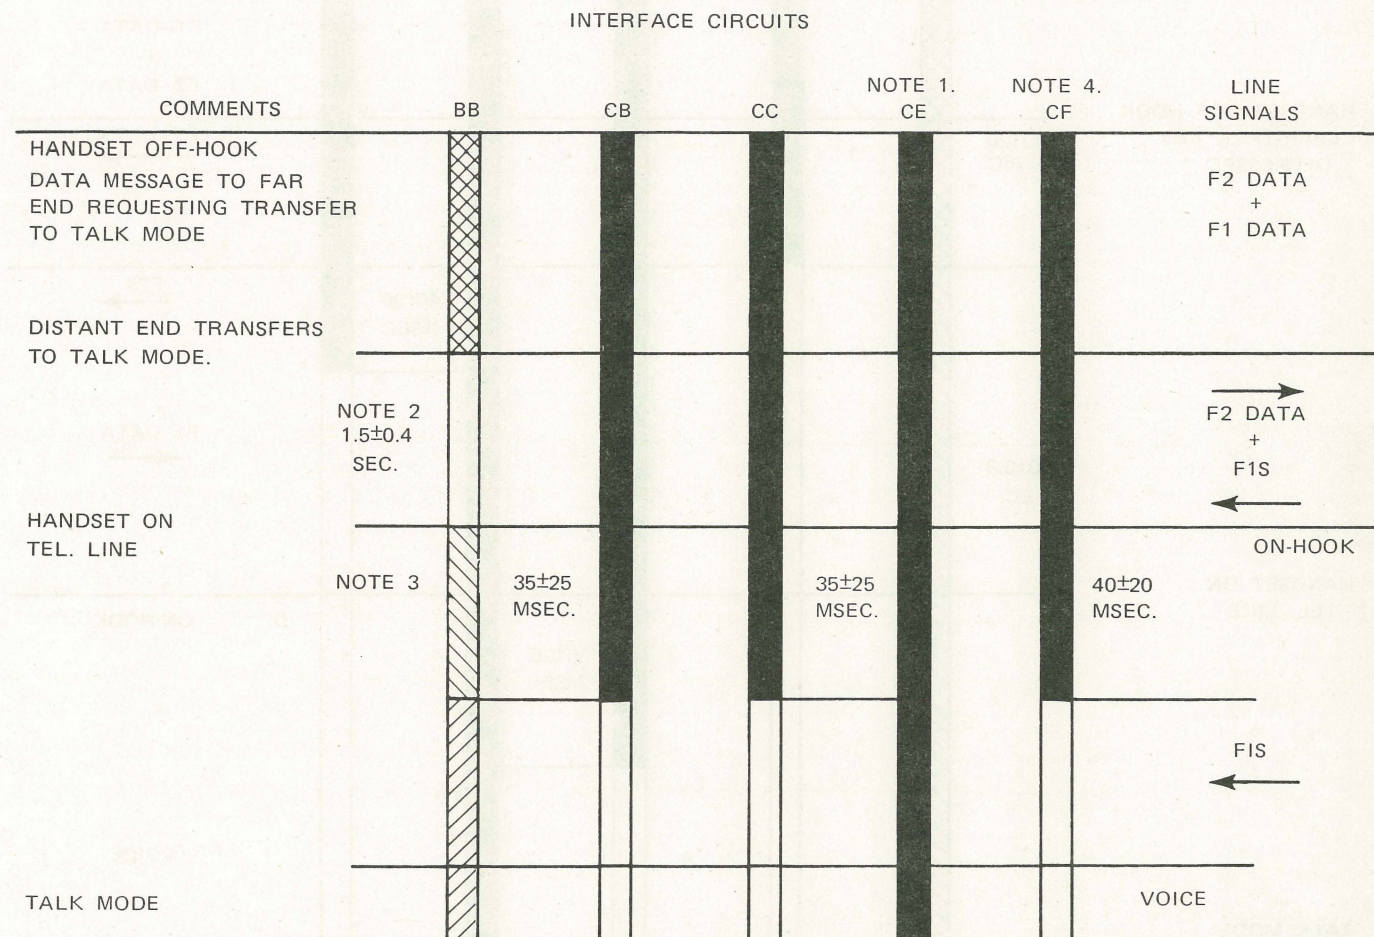 INTERFACE CIRCUITS
COMMENTS BB CB CC NOTE 1. CE NOTE 4. CF LINE SIGNALS
HANDSET OFF-HOOK
DATA MESSAGE TO FAR
END REQUESTING TRANSFER
TO TALK MODE
F2 DATA
+
F1 DATA
DISTANT END TRANSFERS
TO TALK MODE.
NOTE 2
1.5±0.4
SEC.
F2 DATA
+
F1S
HANDSET ON
TEL. LINE
ON-HOOK
NOTE 3
35±25
MSEC.
35±25
MSEC.
40±20
MSEC.
FIS
TALK MODE
VOICE